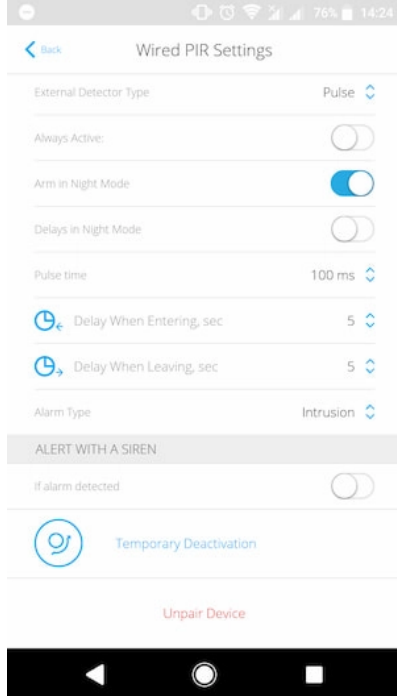 76% 14:24
Back Wired PIR Settings
External Detector Type Pulse
Always Active:
Arm in Night Mode
Delays in Night Mode
Pulse time 100 ms
Delay When Entering, sec 5
Delay When Leaving, sec 5
Alarm Type Intrusion
ALERT WITH A SIREN
If alarm detected
Temporary Deactivation
Unpair Device